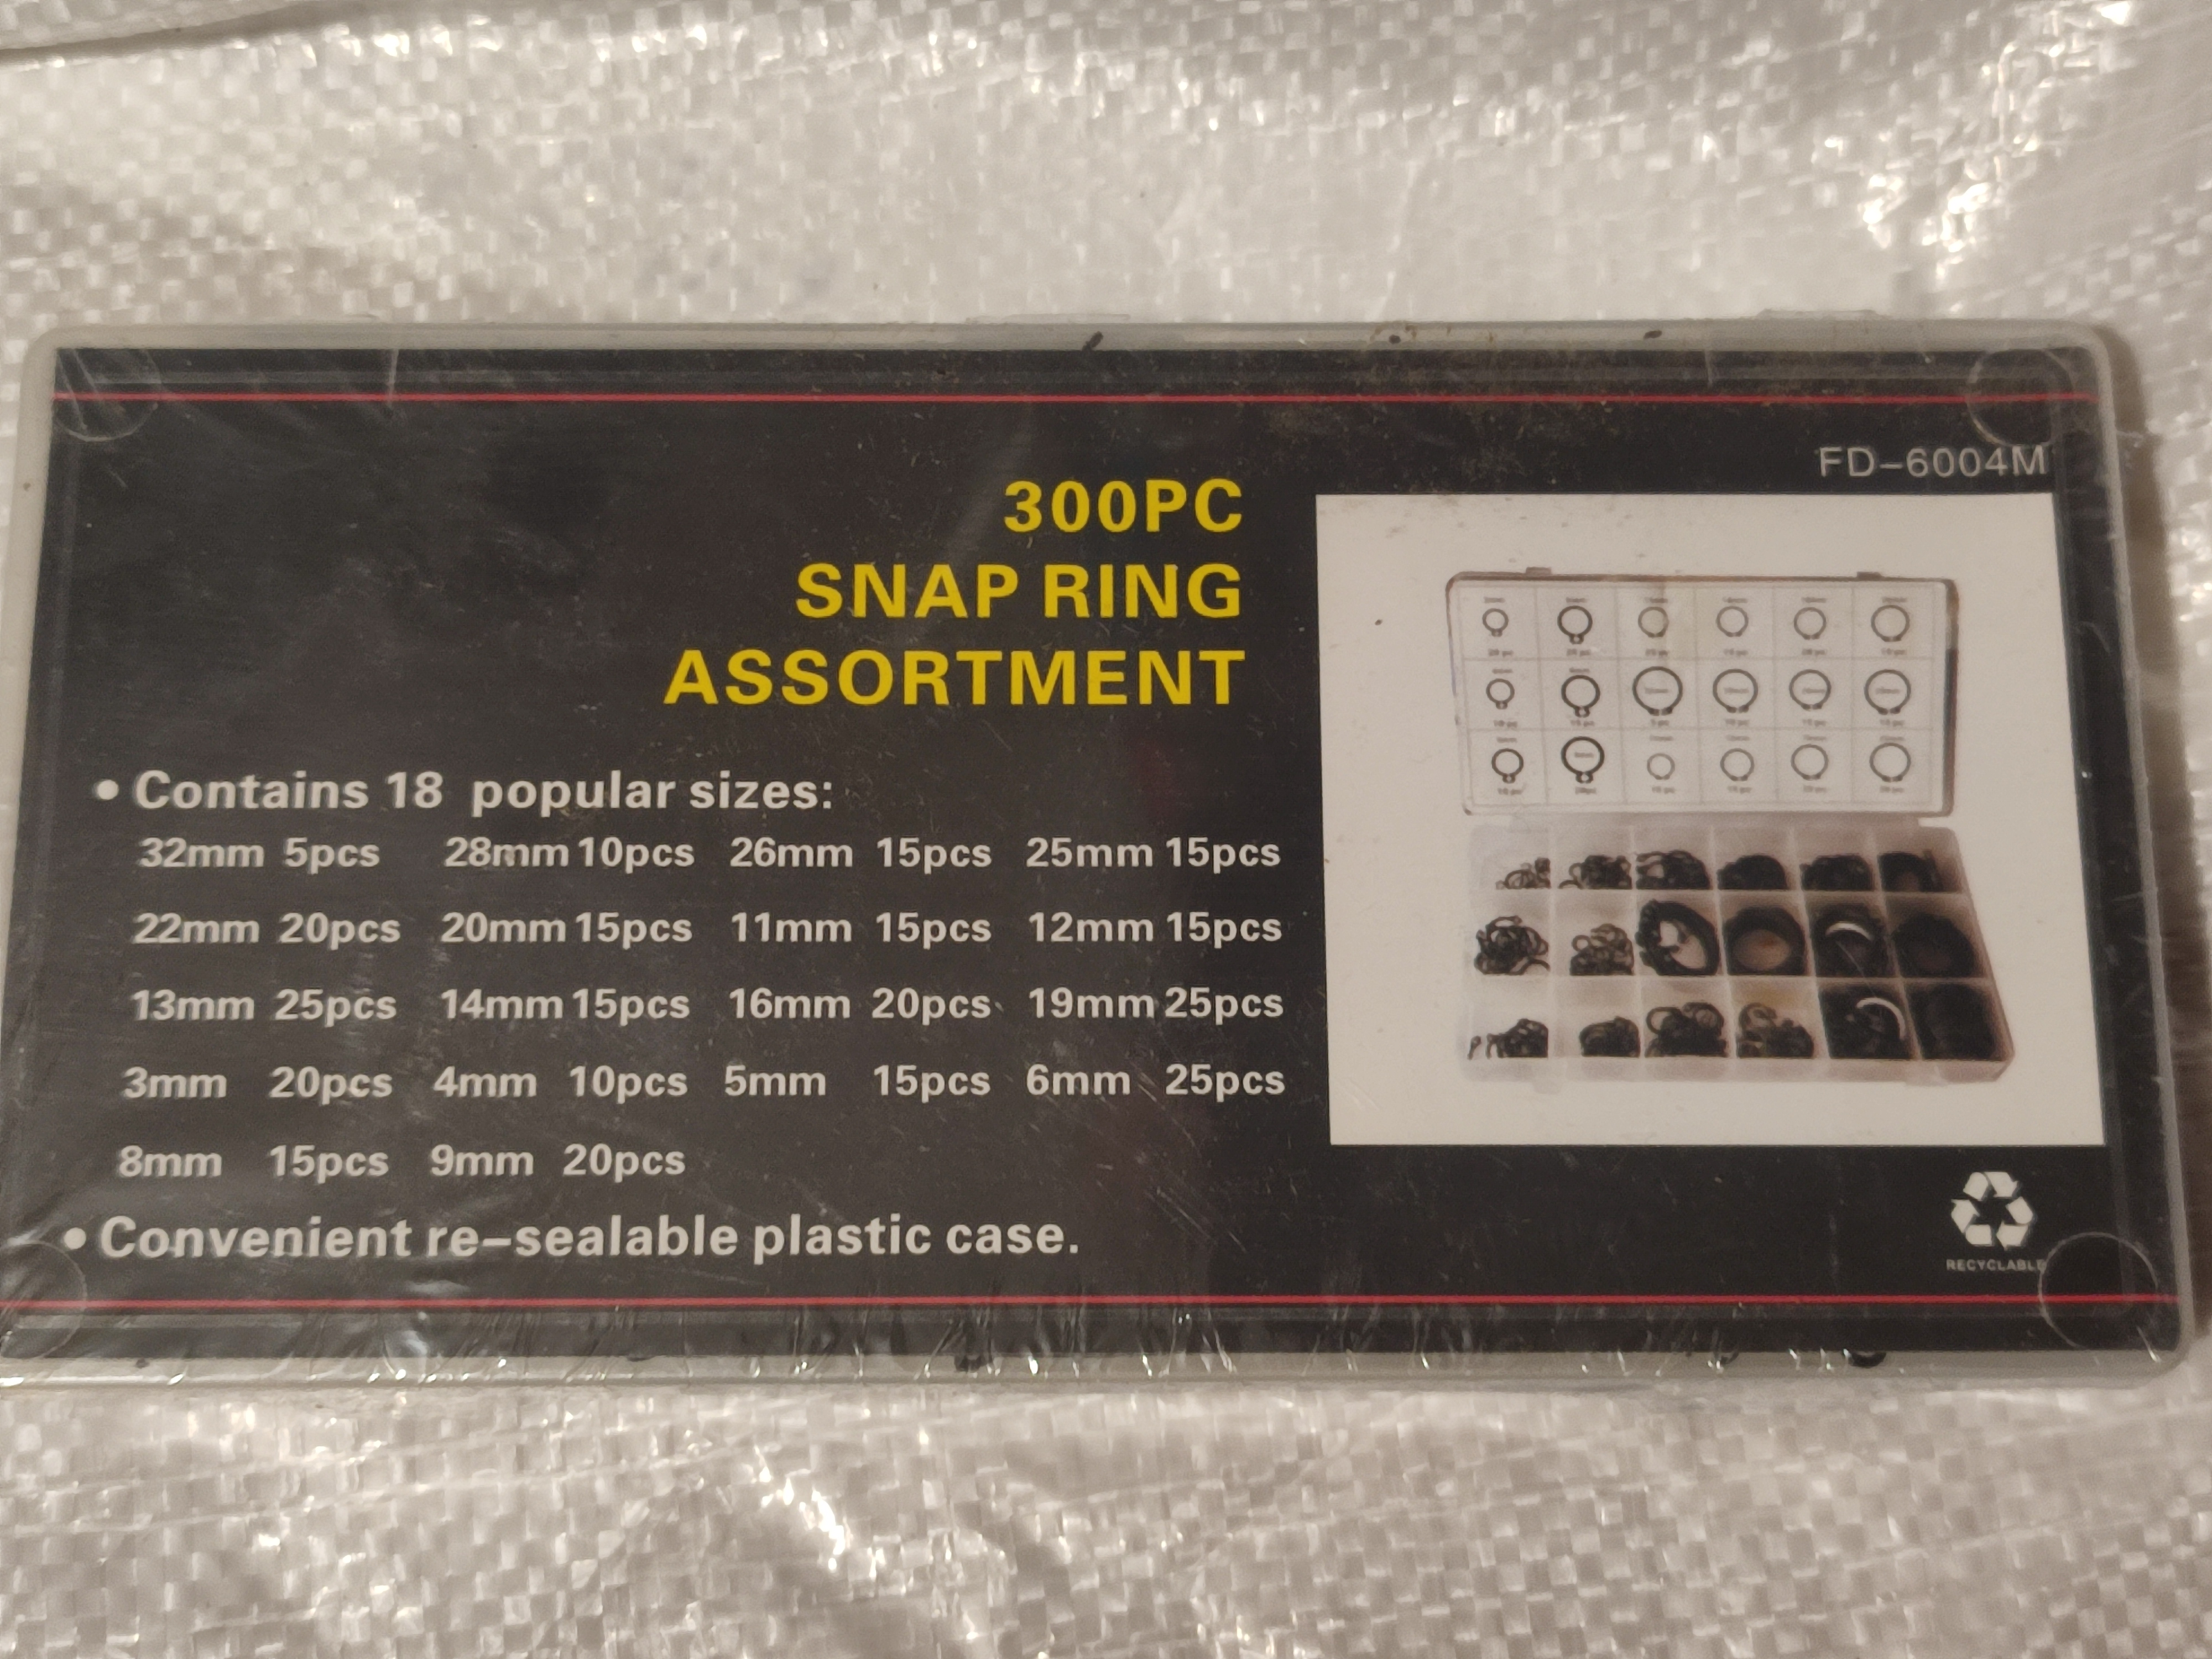 FD-6004M
300PC
SNAP RING
ASSORTMENT
• Contains 18 popular sizes:
32mm 5pcs 28mm 10pcs 26mm 15pcs 25mm 15pcs
22mm 20pcs 20mm 15pcs 11mm 15pcs 12mm 15pcs
13mm 25pcs 14mm 15pcs 16mm 20pcs 19mm 25pcs
3mm 20pcs 4mm 10pcs 5mm 15pcs 6mm 25pcs
8mm 15pcs 9mm 20pcs
• Convenient re-sealable plastic case.
RECYCLABLE